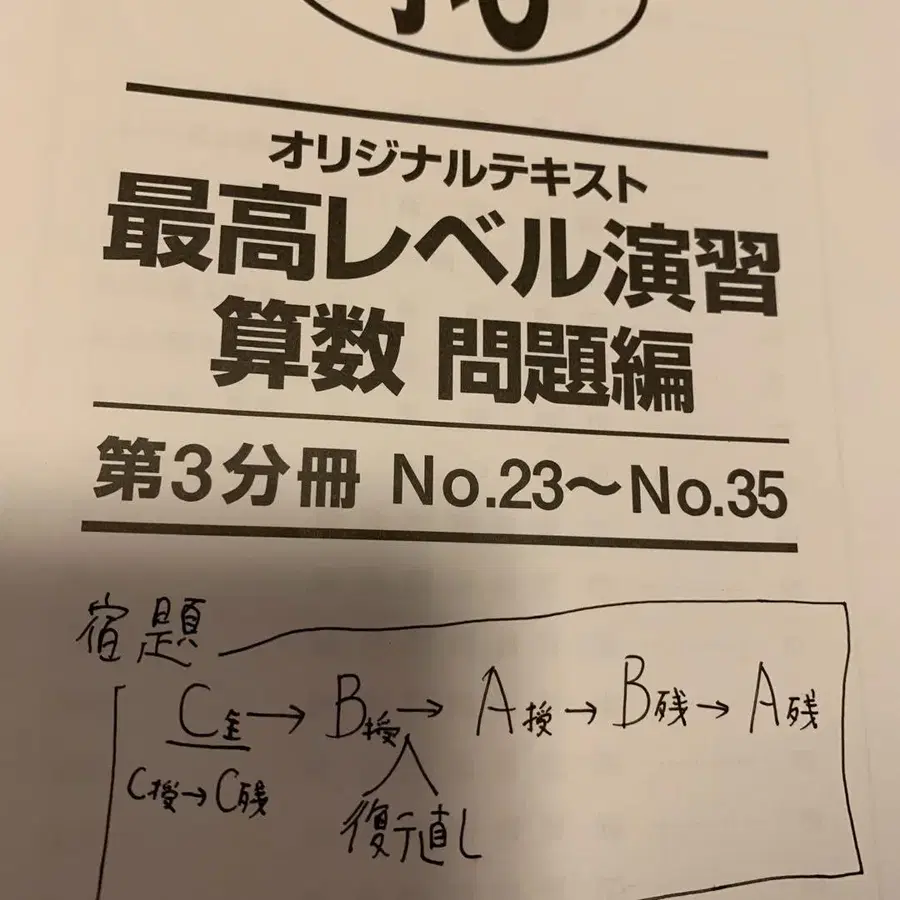 オリジナルテキスト
最高レベル演習
算数 問題編
第3分冊 No.23～No.35
宿題
C全→B授→A授→B残→A残
C授→C残
復テ直し